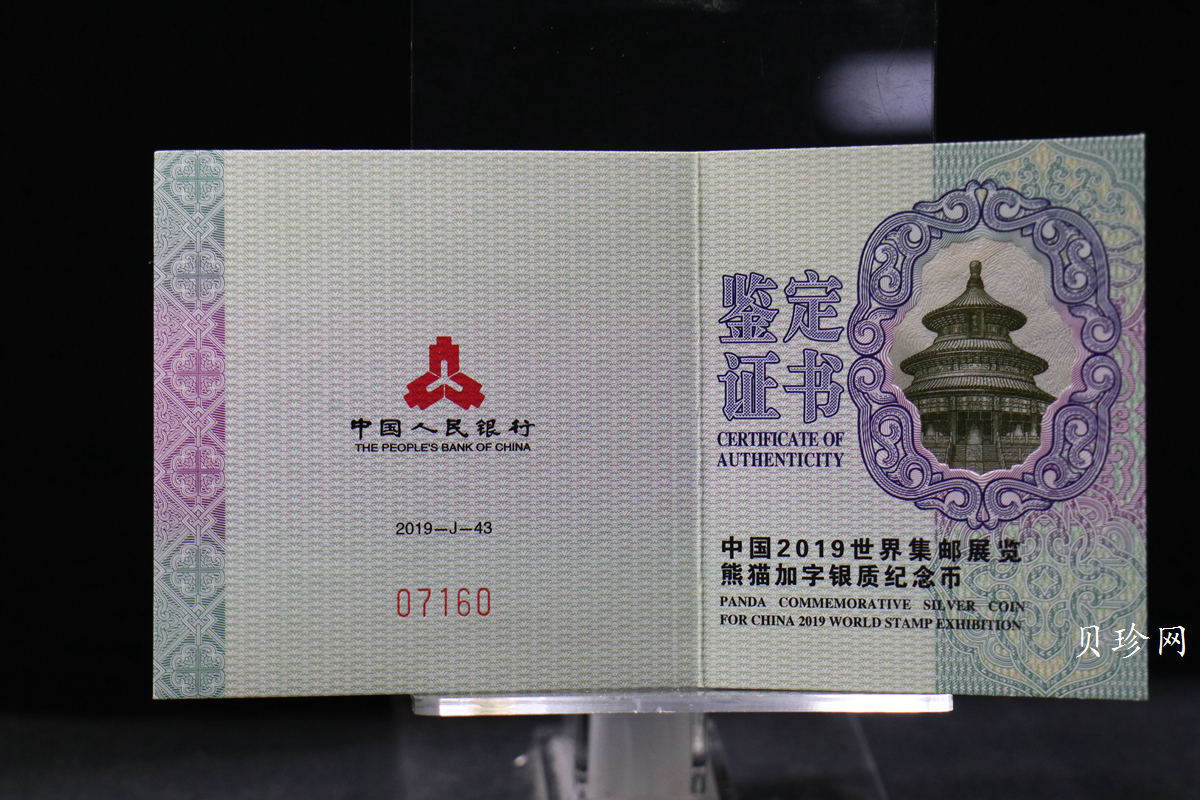 中国人民银行
THE PEOPLE'S BANK OF CHINA
2019—J—43
07160
鉴定
证书
CERTIFICATE OF
AUTHENTICITY
中国2019世界集邮展览
熊猫加字银质纪念币
PANDA COMMEMORATIVE SILVER COIN
FOR CHINA 2019 WORLD STAMP EXHIBITION
贝珍网